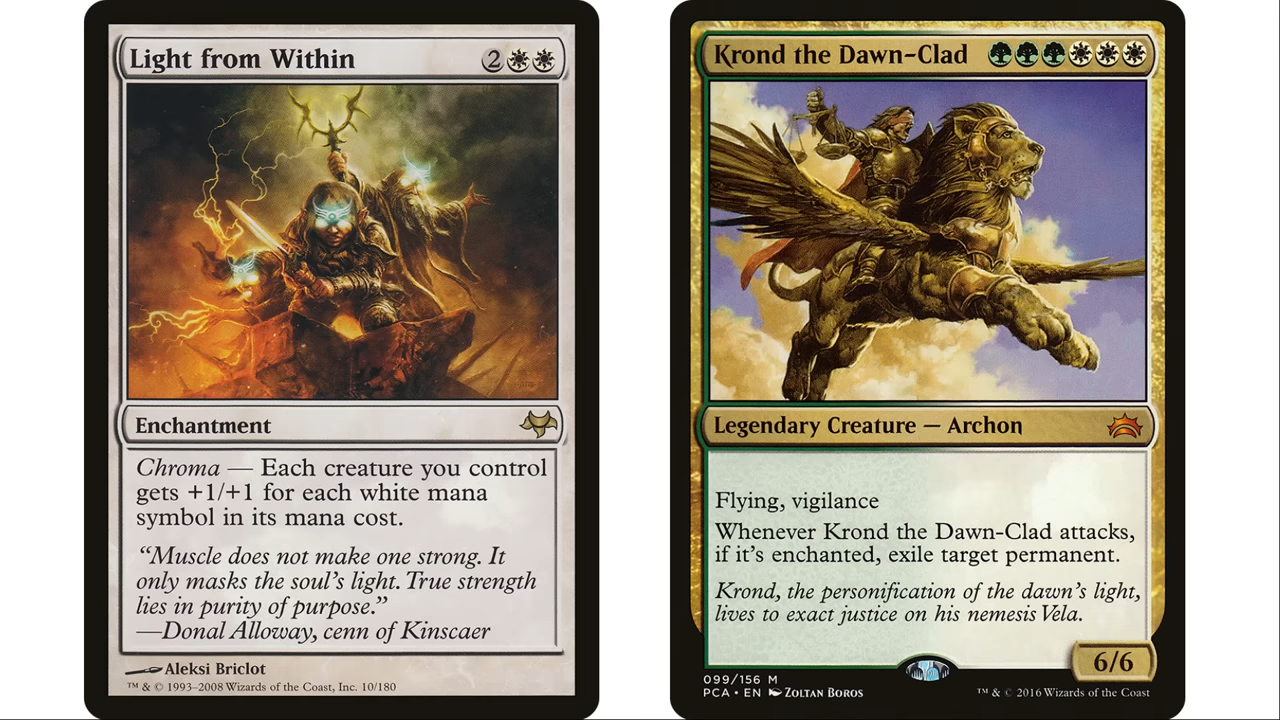 Light from Within
2
Enchantment
Chroma — Each creature you control
gets +1/+1 for each white mana
symbol in its mana cost.
“Muscle does not make one strong. It
only masks the soul’s light. True strength
lies in purity of purpose.”
—Donal Alloway, cenn of Kinscaer
Aleksi Briclot
™ & © 1993–2008 Wizards of the Coast, Inc. 10/180
Krond the Dawn-Clad
Legendary Creature — Archon
Flying, vigilance
Whenever Krond the Dawn-Clad attacks,
if it’s enchanted, exile target permanent.
Krond, the personification of the dawn’s light,
lives to exact justice on his nemesis Vela.
6/6
099/156 M
PCA • EN Zoltan Boros
™ & © 2016 Wizards of the Coast